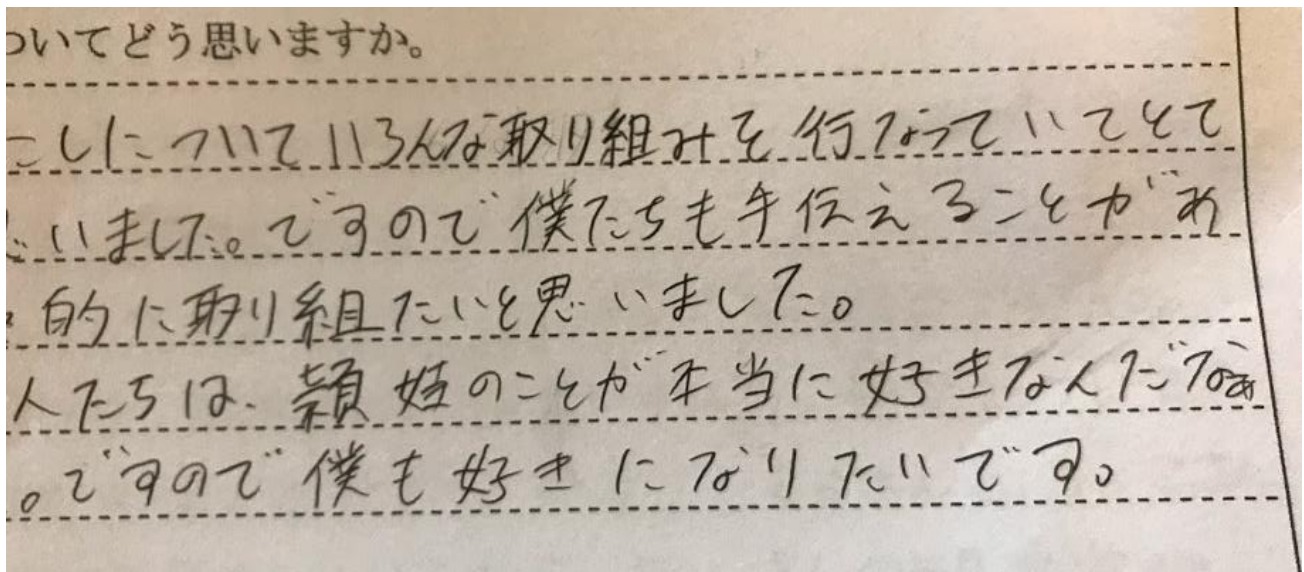 ついてどう思いますか。
こしについていろんな取り組みを行なっていてとて
いました。ですので僕たちも手伝えることがあ
的に取り組たいと思いました。
人たちは、頴娃のことが本当に好きなんだなぁ
。ですので僕も好きになりたいです。